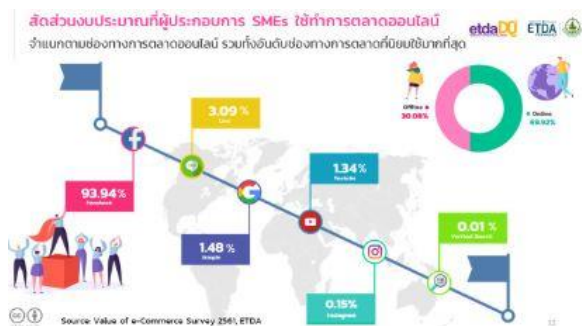 สัดส่วนงบประมาณที่ผู้ประกอบการ SMEs ใช้ทำการตลาดออนไลน์
จำแนกตามช่องทางการตลาดออนไลน์ รวมทั้งอันดับช่องทางการตลาดที่นิยมใช้มากที่สุด
etda DQ
ETDA
Offline
30.08%
Online
69.92%
3.09 %
Line
93.94%
Facebook
1.34%
Youtube
1.48 %
Google
0.01 %
0.15%
Instagram
Source: Value of e-Commerce Survey 2561, ETDA